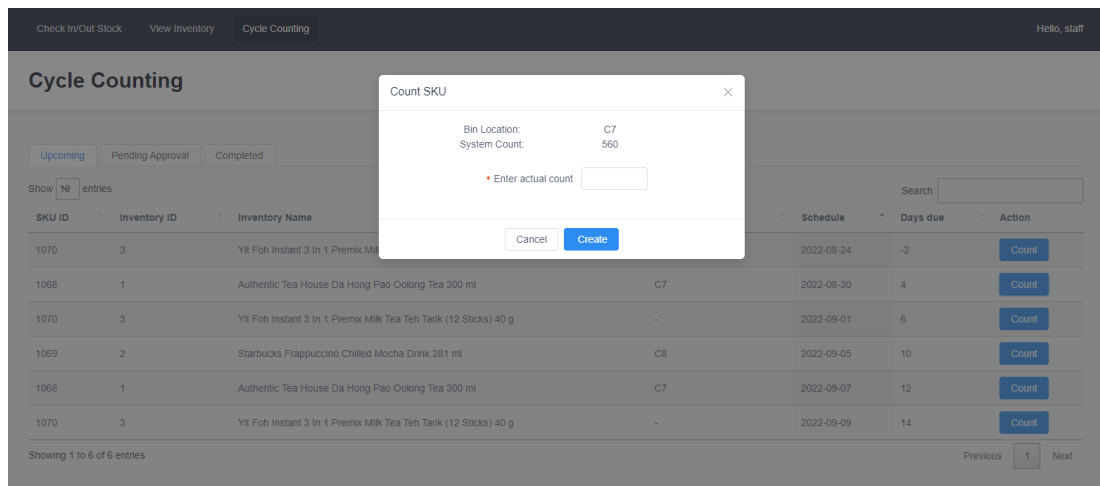 Check In/Out Stock View Inventory Cycle Counting Hello, staff
Cycle Counting
Count SKU ×
Bin Location: C7
System Count: 560
* Enter actual count
Cancel Create
Upcoming Pending Approval Completed
Show 10 entries Search:
SKU ID Inventory ID Inventory Name Schedule Days due Action
1070 3 Yit Foh Instant 3 In 1 Premix 2022-08-24 -2 Count
1068 1 Authentic Tea House Da Hong Pao Oolong Tea 300 ml C7 2022-08-30 4 Count
1070 3 Yit Foh Instant 3 In 1 Premix Milk Tea Teh Tarik (12 Sticks) 40 g - 2022-09-01 6 Count
1069 2 Starbucks Frappuccino Chilled Mocha Drink 281 ml C8 2022-09-05 10 Count
1068 1 Authentic Tea House Da Hong Pao Oolong Tea 300 ml C7 2022-09-07 12 Count
1070 3 Yit Foh Instant 3 In 1 Premix Milk Tea Teh Tarik (12 Sticks) 40 g - 2022-09-09 14 Count
Showing 1 to 6 of 6 entries Previous 1 Next